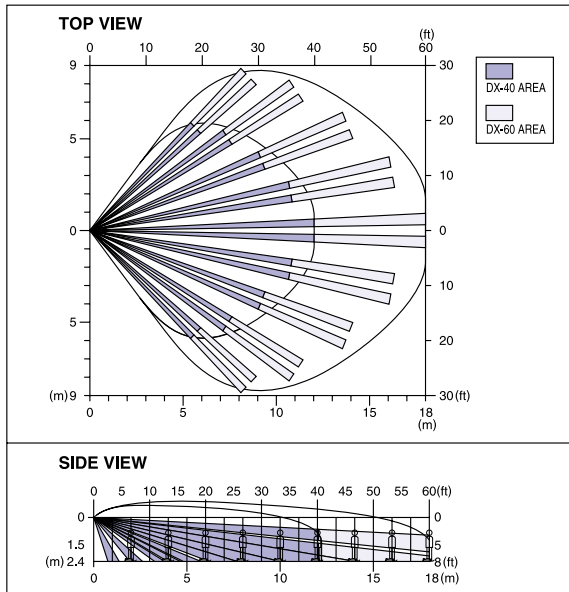 TOP VIEW
0 10 20 30 40 50 60
(ft)
9 30
DX-40 AREA
DX-60 AREA
20
5
10
0 0
10
5
20
(m) 9 30 (ft)
0 5 10 15 18
(m)
SIDE VIEW
0 5 10 15 20 25 30 33 35 40 45 50 55 60 (ft)
0 0
1.5 5
(m) 2.4 8 (ft)
0 5 10 15 18 (m)